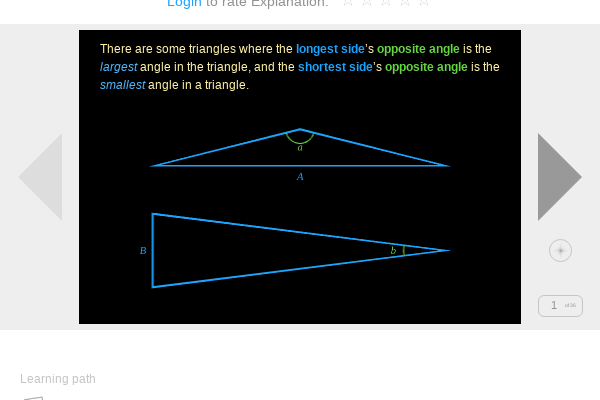 Login to rate Explanation:
There are some triangles where the longest side's opposite angle is the
largest angle in the triangle, and the shortest side's opposite angle is the
smallest angle in a triangle.
a
A
B
b
1 of 26
Learning path